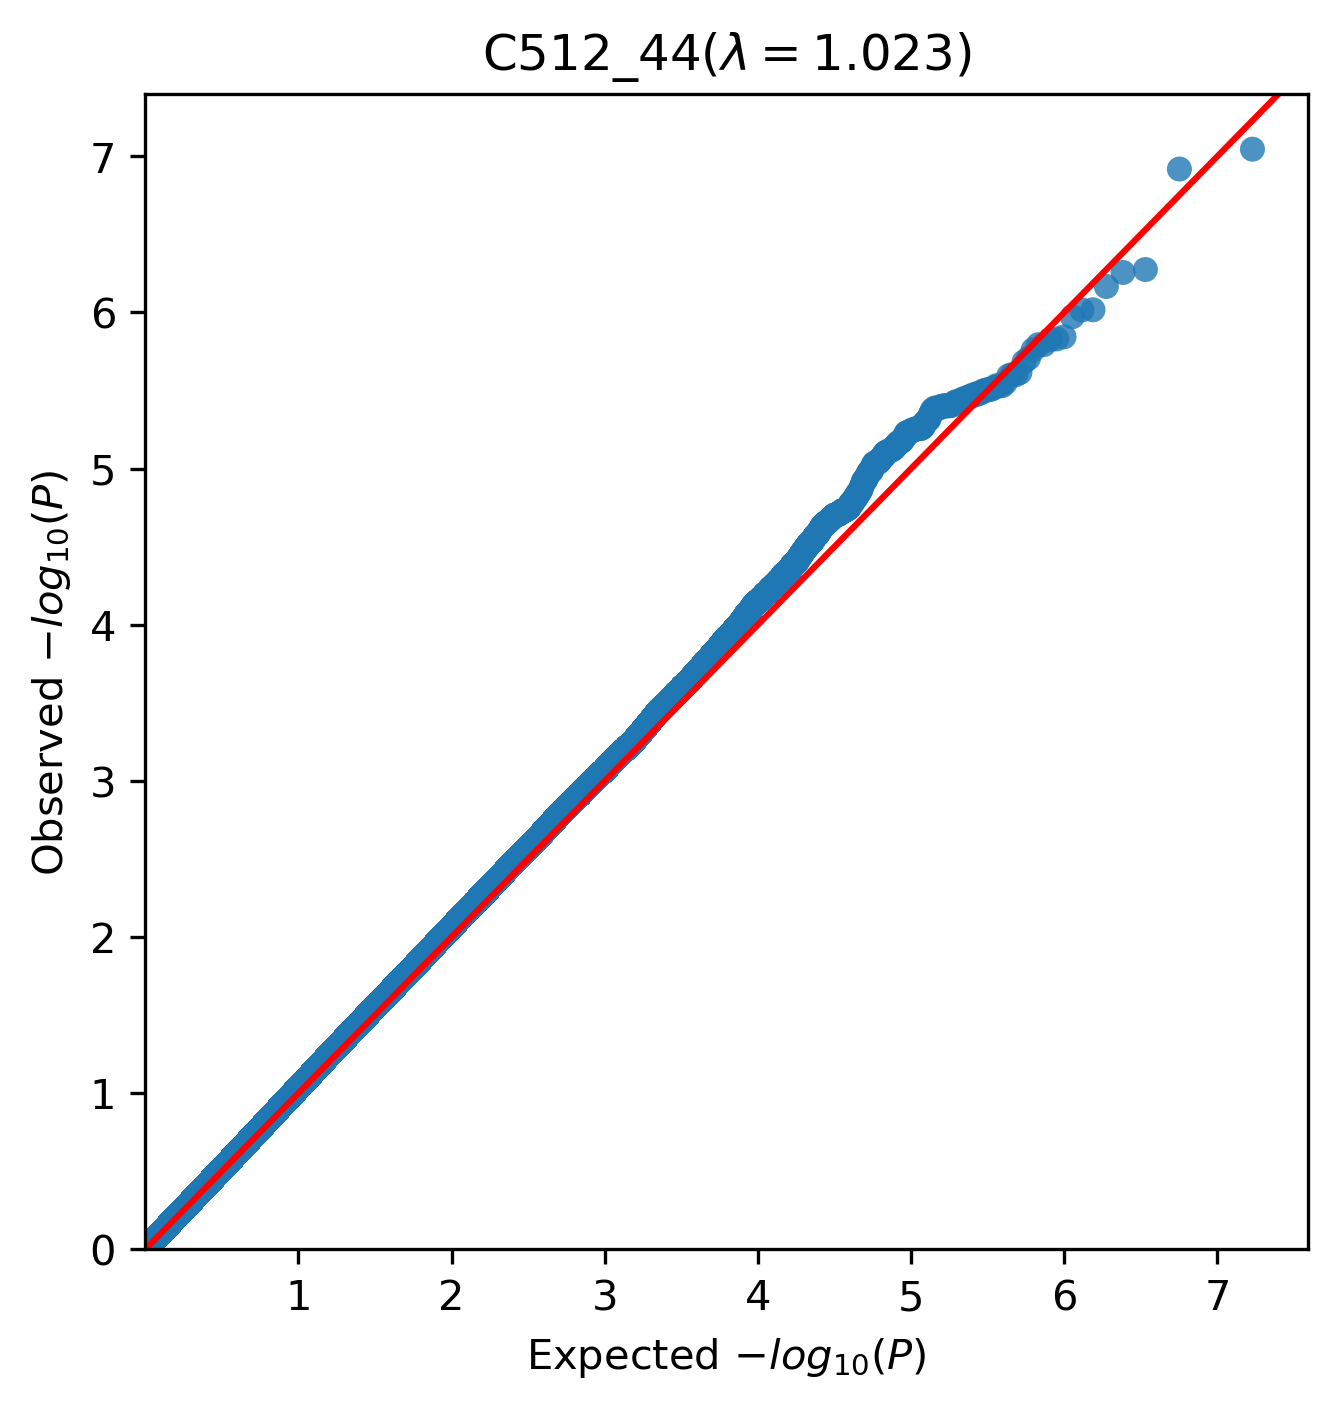 C512_44(λ = 1.023)
Observed −log₁₀(P)
7
6
5
4
3
2
1
0
1 2 3 4 5 6 7
Expected −log₁₀(P)